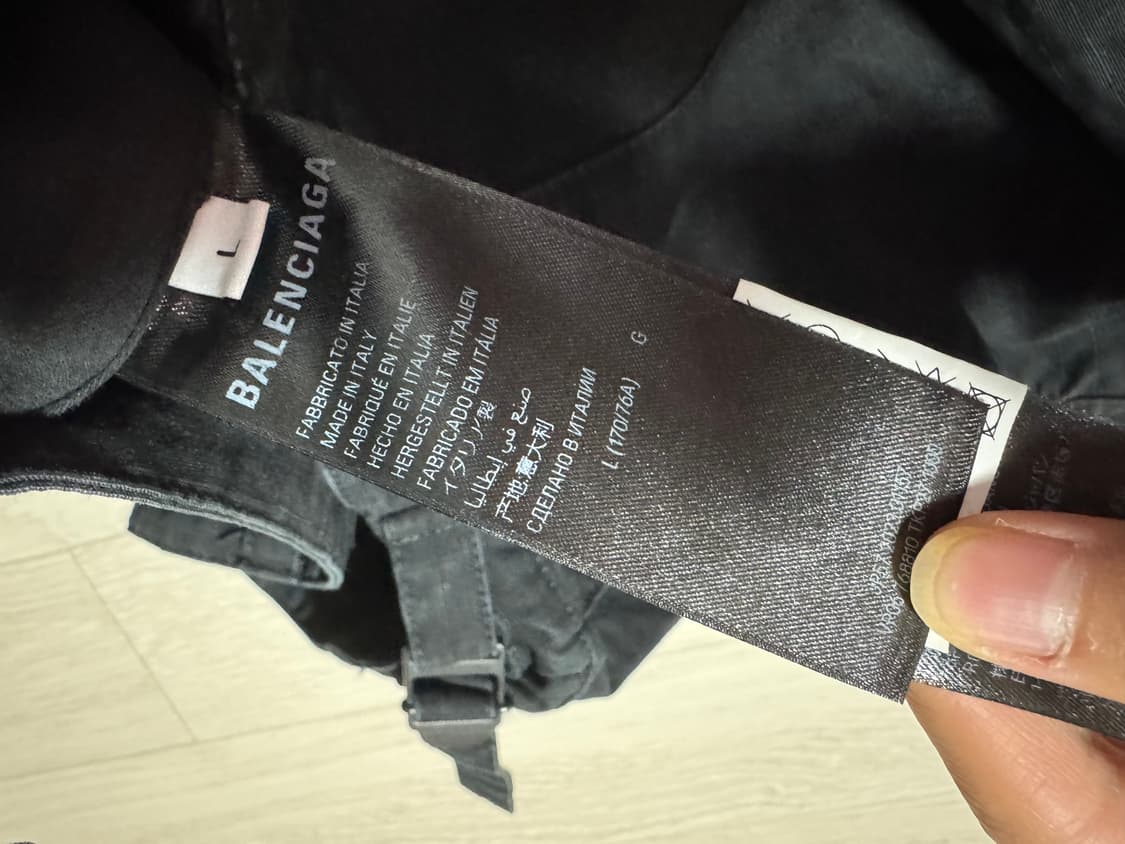 L
BALENCIAGA
FABBRICATO IN ITALIA
MADE IN ITALY
FABRIQUÉ EN ITALIE
HECHO EN ITALIA
HERGESTELLT IN ITALIEN
FABRICADO EM ITÁLIA
イタリア製
صنع في إيطاليا
产地:意大利
СДЕЛАНО В ИТАЛИИ
L (170/76A) G